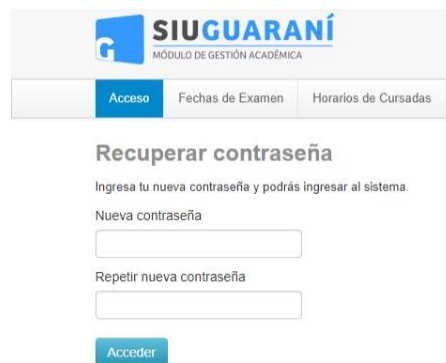 G
SIUGUARANÍ
MÓDULO DE GESTIÓN ACADÉMICA
Acceso Fechas de Examen Horarios de Cursadas
Recuperar contraseña
Ingresa tu nueva contraseña y podrás ingresar al sistema.
Nueva contraseña
Repetir nueva contraseña
Acceder